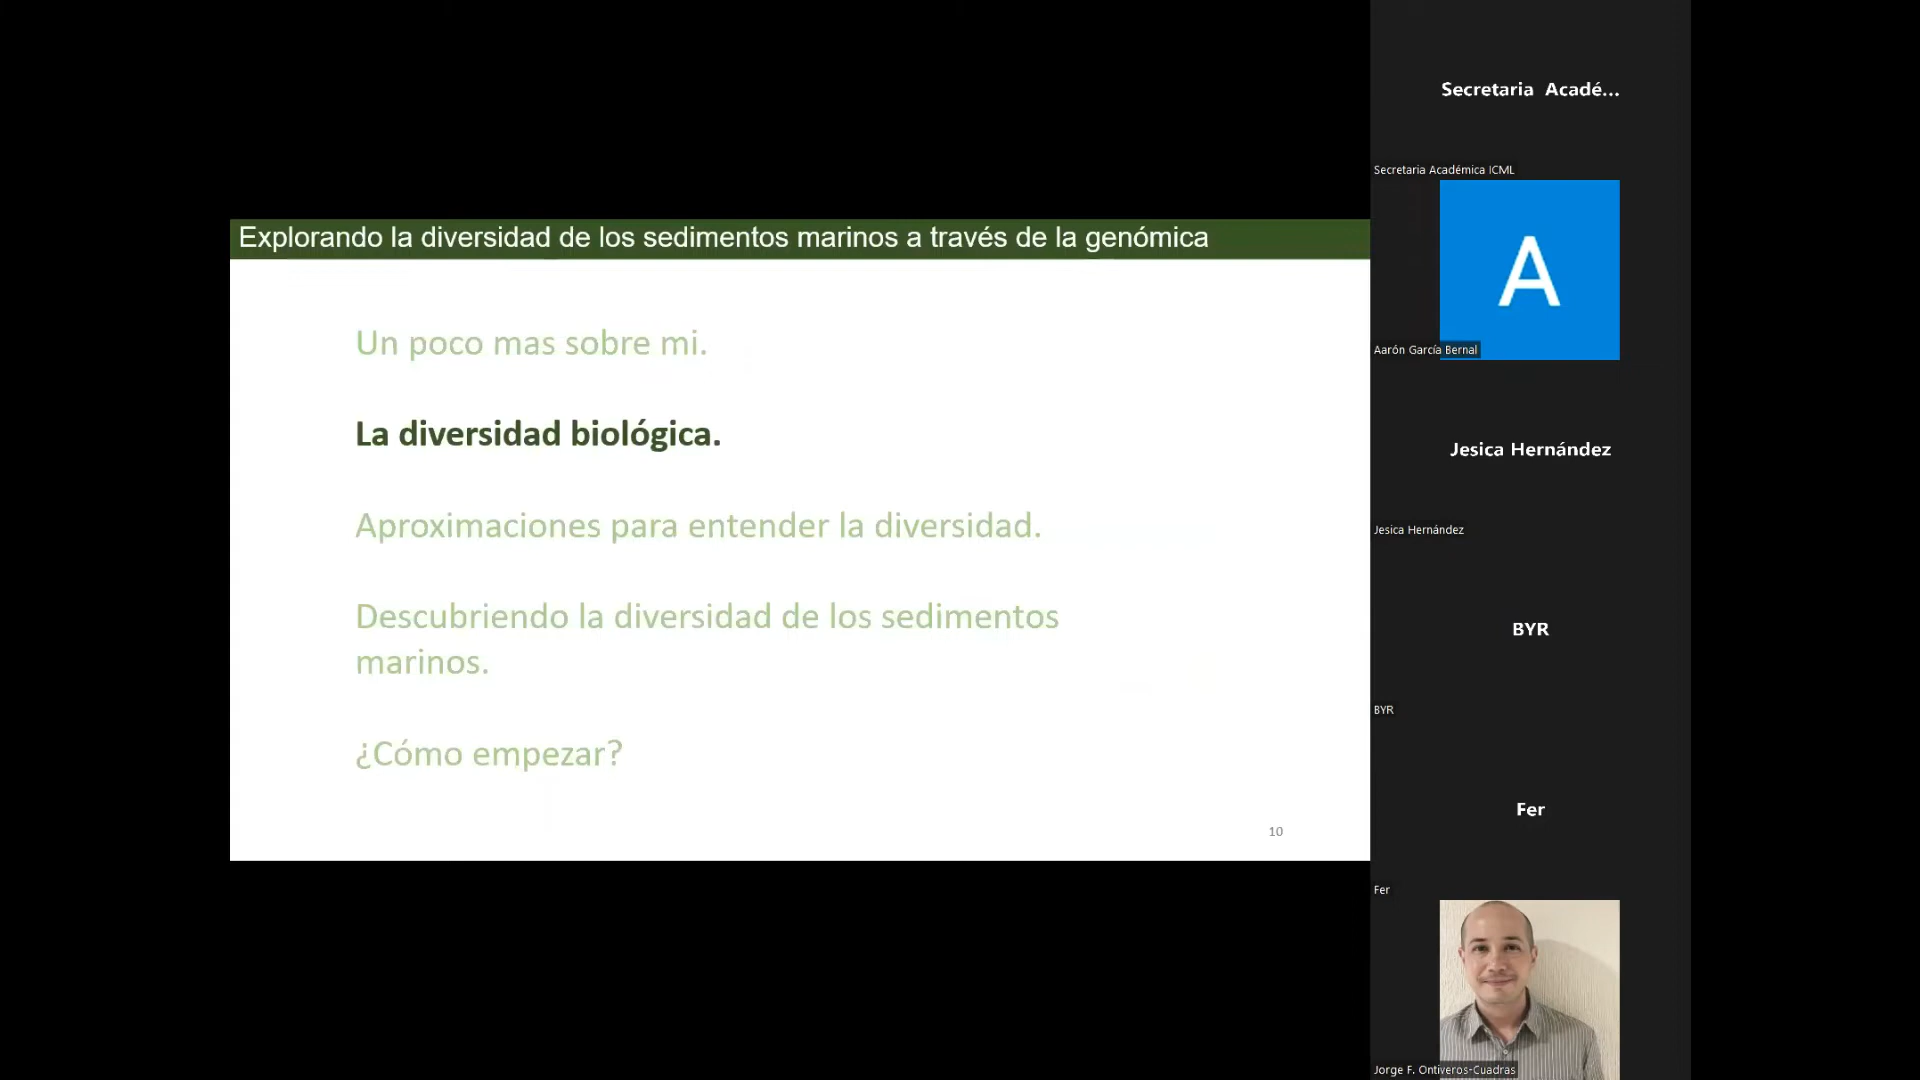 Explorando la diversidad de los sedimentos marinos a través de la genómica
Un poco mas sobre mi.
La diversidad biológica.
Aproximaciones para entender la diversidad.
Descubriendo la diversidad de los sedimentos
marinos.
¿Cómo empezar?
10
Secretaria Acadé...
Secretaria Académica ICML
A
Aarón García Bernal
Jesica Hernández
Jesica Hernández
BYR
BYR
Fer
Fer
Jorge F. Ontiveros-Cuadras